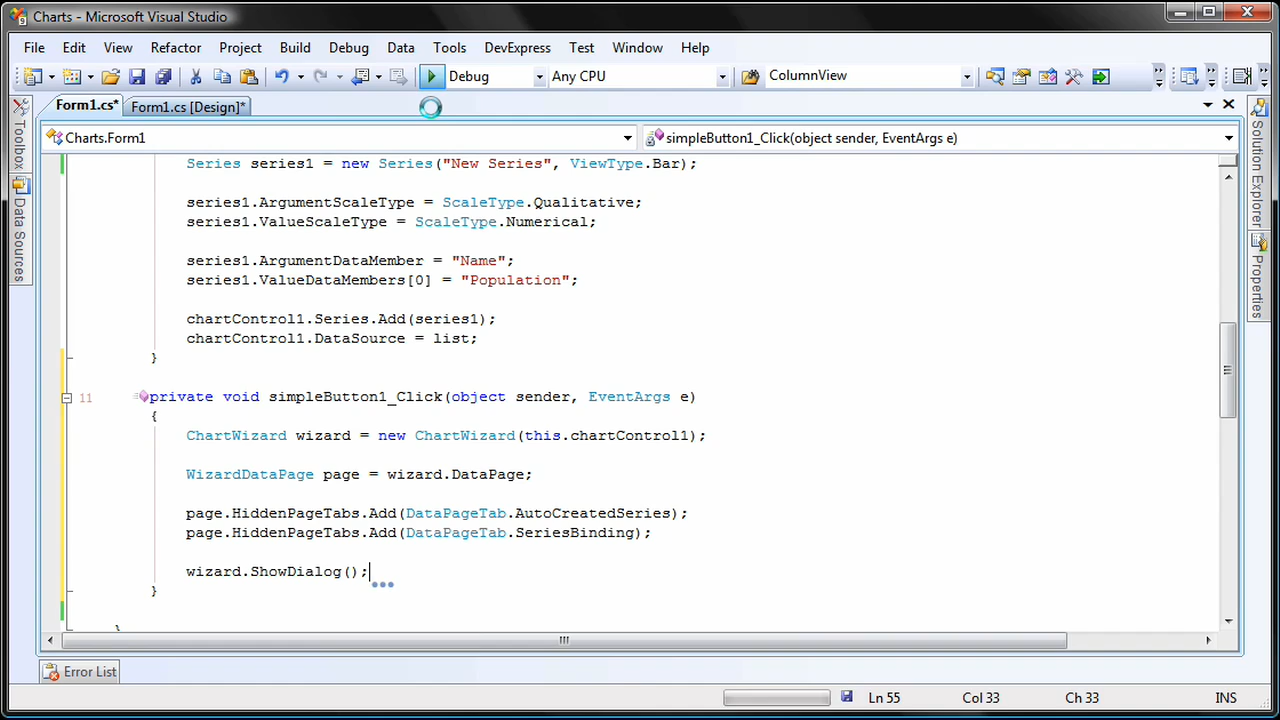 Charts - Microsoft Visual Studio
File Edit View Refactor Project Build Debug Data Tools DevExpress Test Window Help
Debug Any CPU ColumnView
Form1.cs* Form1.cs [Design]*
Toolbox
Data Sources
Solution Explorer
Properties
Charts.Form1 simpleButton1_Click(object sender, EventArgs e)
Series series1 = new Series("New Series", ViewType.Bar);
series1.ArgumentScaleType = ScaleType.Qualitative;
series1.ValueScaleType = ScaleType.Numerical;
series1.ArgumentDataMember = "Name";
series1.ValueDataMembers[0] = "Population";
chartControl1.Series.Add(series1);
chartControl1.DataSource = list;
}
11 private void simpleButton1_Click(object sender, EventArgs e)
{
ChartWizard wizard = new ChartWizard(this.chartControl1);
WizardDataPage page = wizard.DataPage;
page.HiddenPageTabs.Add(DataPageTab.AutoCreatedSeries);
page.HiddenPageTabs.Add(DataPageTab.SeriesBinding);
wizard.ShowDialog();
}
}
Error List
Ln 55 Col 33 Ch 33 INS